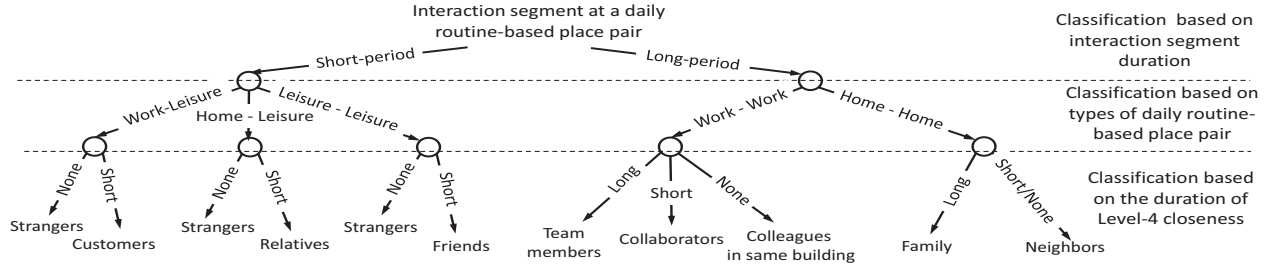 Interaction segment at a daily
routine-based place pair
Classification  based on
interaction segment
duration
Short-period
Long-period
Work-Leisure
Home - Leisure
Leisure - Leisure
Work - Work
Home - Home
Classification based on
types of daily routine-
based place pair
None
Short
None
Short
None
Short
Long
Short
None
Long
Short/None
Classification based
on the duration of
Level-4 closeness
Strangers
Customers
Strangers
Relatives
Strangers
Friends
Team
members
Collaborators
Colleagues
in same building
Family
Neighbors